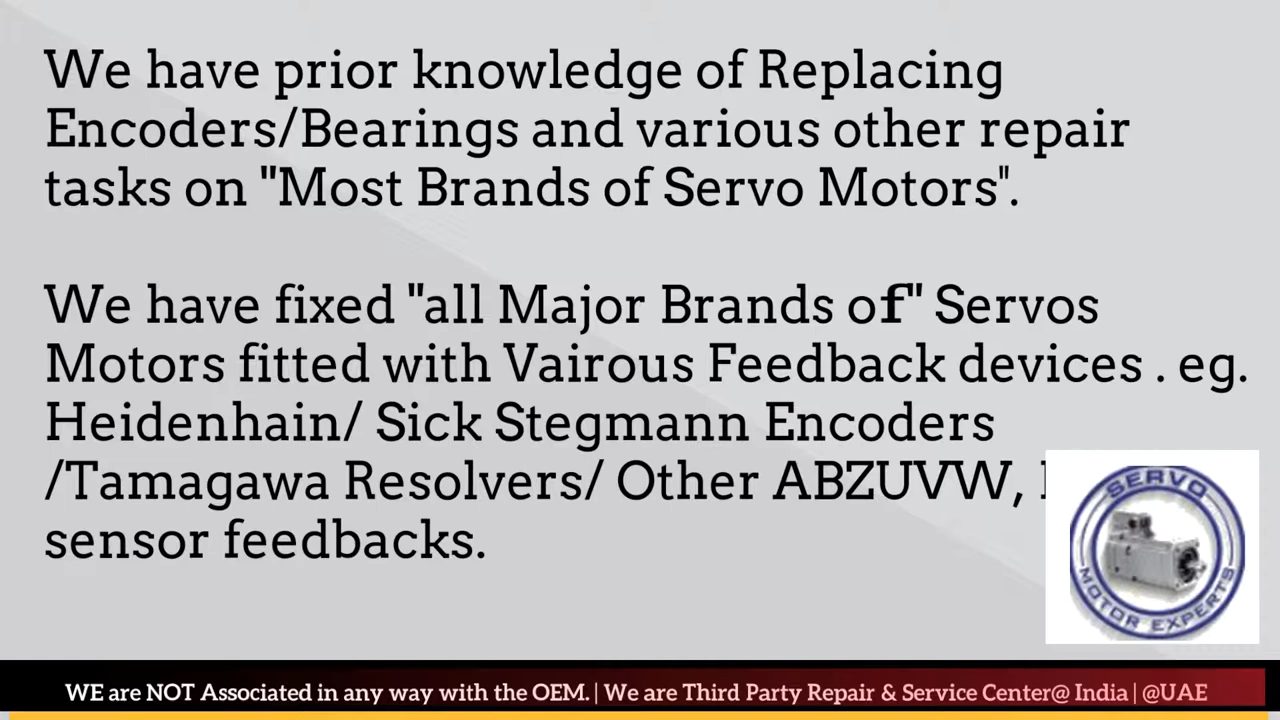 We have prior knowledge of Replacing
Encoders/Bearings and various other repair
tasks on "Most Brands of Servo Motors".
We have fixed "all Major Brands of" Servos
Motors fitted with Vairous Feedback devices . eg.
Heidenhain/ Sick Stegmann Encoders
/Tamagawa Resolvers/ Other ABZUVW,
sensor feedbacks.
SERVO
MOTOR EXPERTS
WE are NOT Associated in any way with the OEM. | We are Third Party Repair & Service Center@ India | @UAE